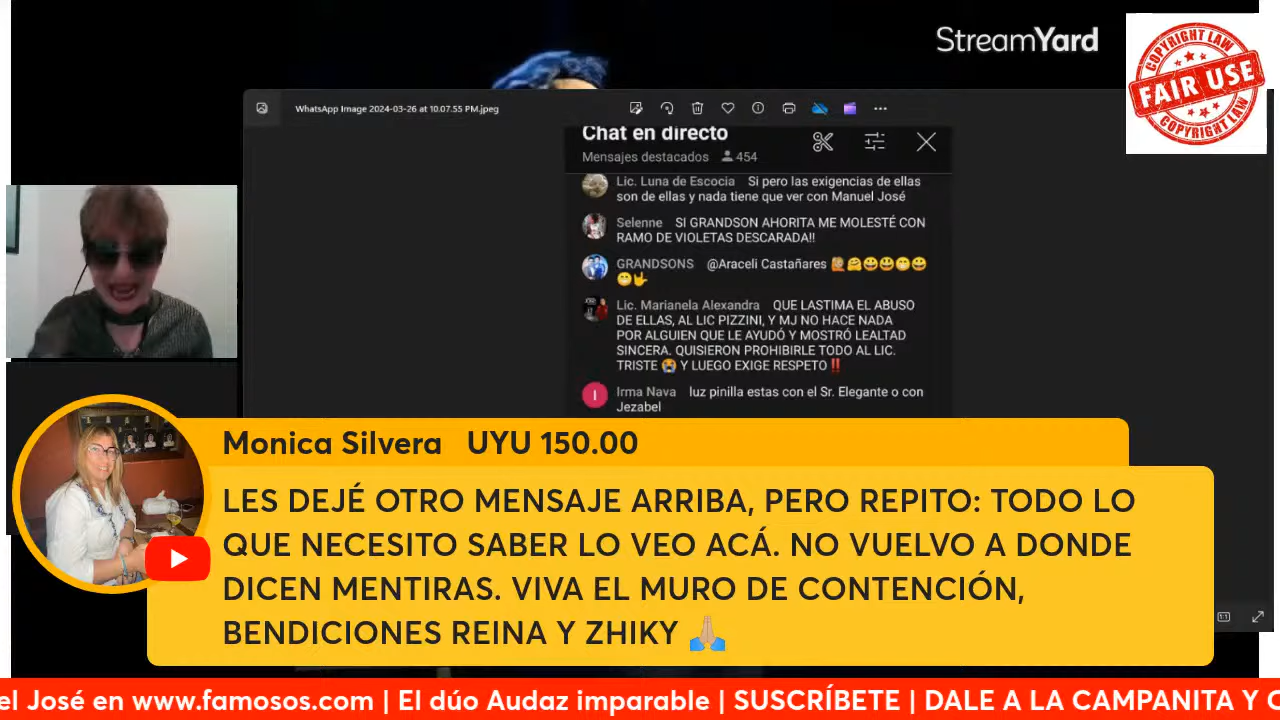 StreamYard
COPYRIGHT LAW
FAIR USE
COPYRIGHT LAW
WhatsApp Image 2024-03-26 at 10.07.55 PM.jpeg
Chat en directo
Mensajes destacados 454
Lic. Luna de Escocia Si pero las exigencias de ellas
son de ellas y nada tiene que ver con Manuel José
Selenne SI GRANDSON AHORITA ME MOLESTÉ CON
RAMO DE VIOLETAS DESCARADA!!
GRANDSONS @Araceli Castañares 🙋🏼🤗😃😃😁😀
😁🤟
Lic. Marianela Alexandra QUE LASTIMA EL ABUSO
DE ELLAS, AL LIC PIZZINI, Y MJ NO HACE NADA
POR ALGUIEN QUE LE AYUDÓ Y MOSTRÓ LEALTAD
SINCERA. QUISIERON PROHIBIRLE TODO AL LIC.
TRISTE 😭 Y LUEGO EXIGE RESPETO‼️
I
Irma Nava luz pinilla estas con el Sr. Elegante o con
Jezabel
Monica Silvera UYU 150.00
LES DEJÉ OTRO MENSAJE ARRIBA, PERO REPITO: TODO LO
QUE NECESITO SABER LO VEO ACÁ. NO VUELVO A DONDE
DICEN MENTIRAS. VIVA EL MURO DE CONTENCIÓN,
BENDICIONES REINA Y ZHIKY 🙏🏼
1:1
el José en www.famosos.com | El dúo Audaz imparable | SUSCRÍBETE | DALE A LA CAMPANITA Y